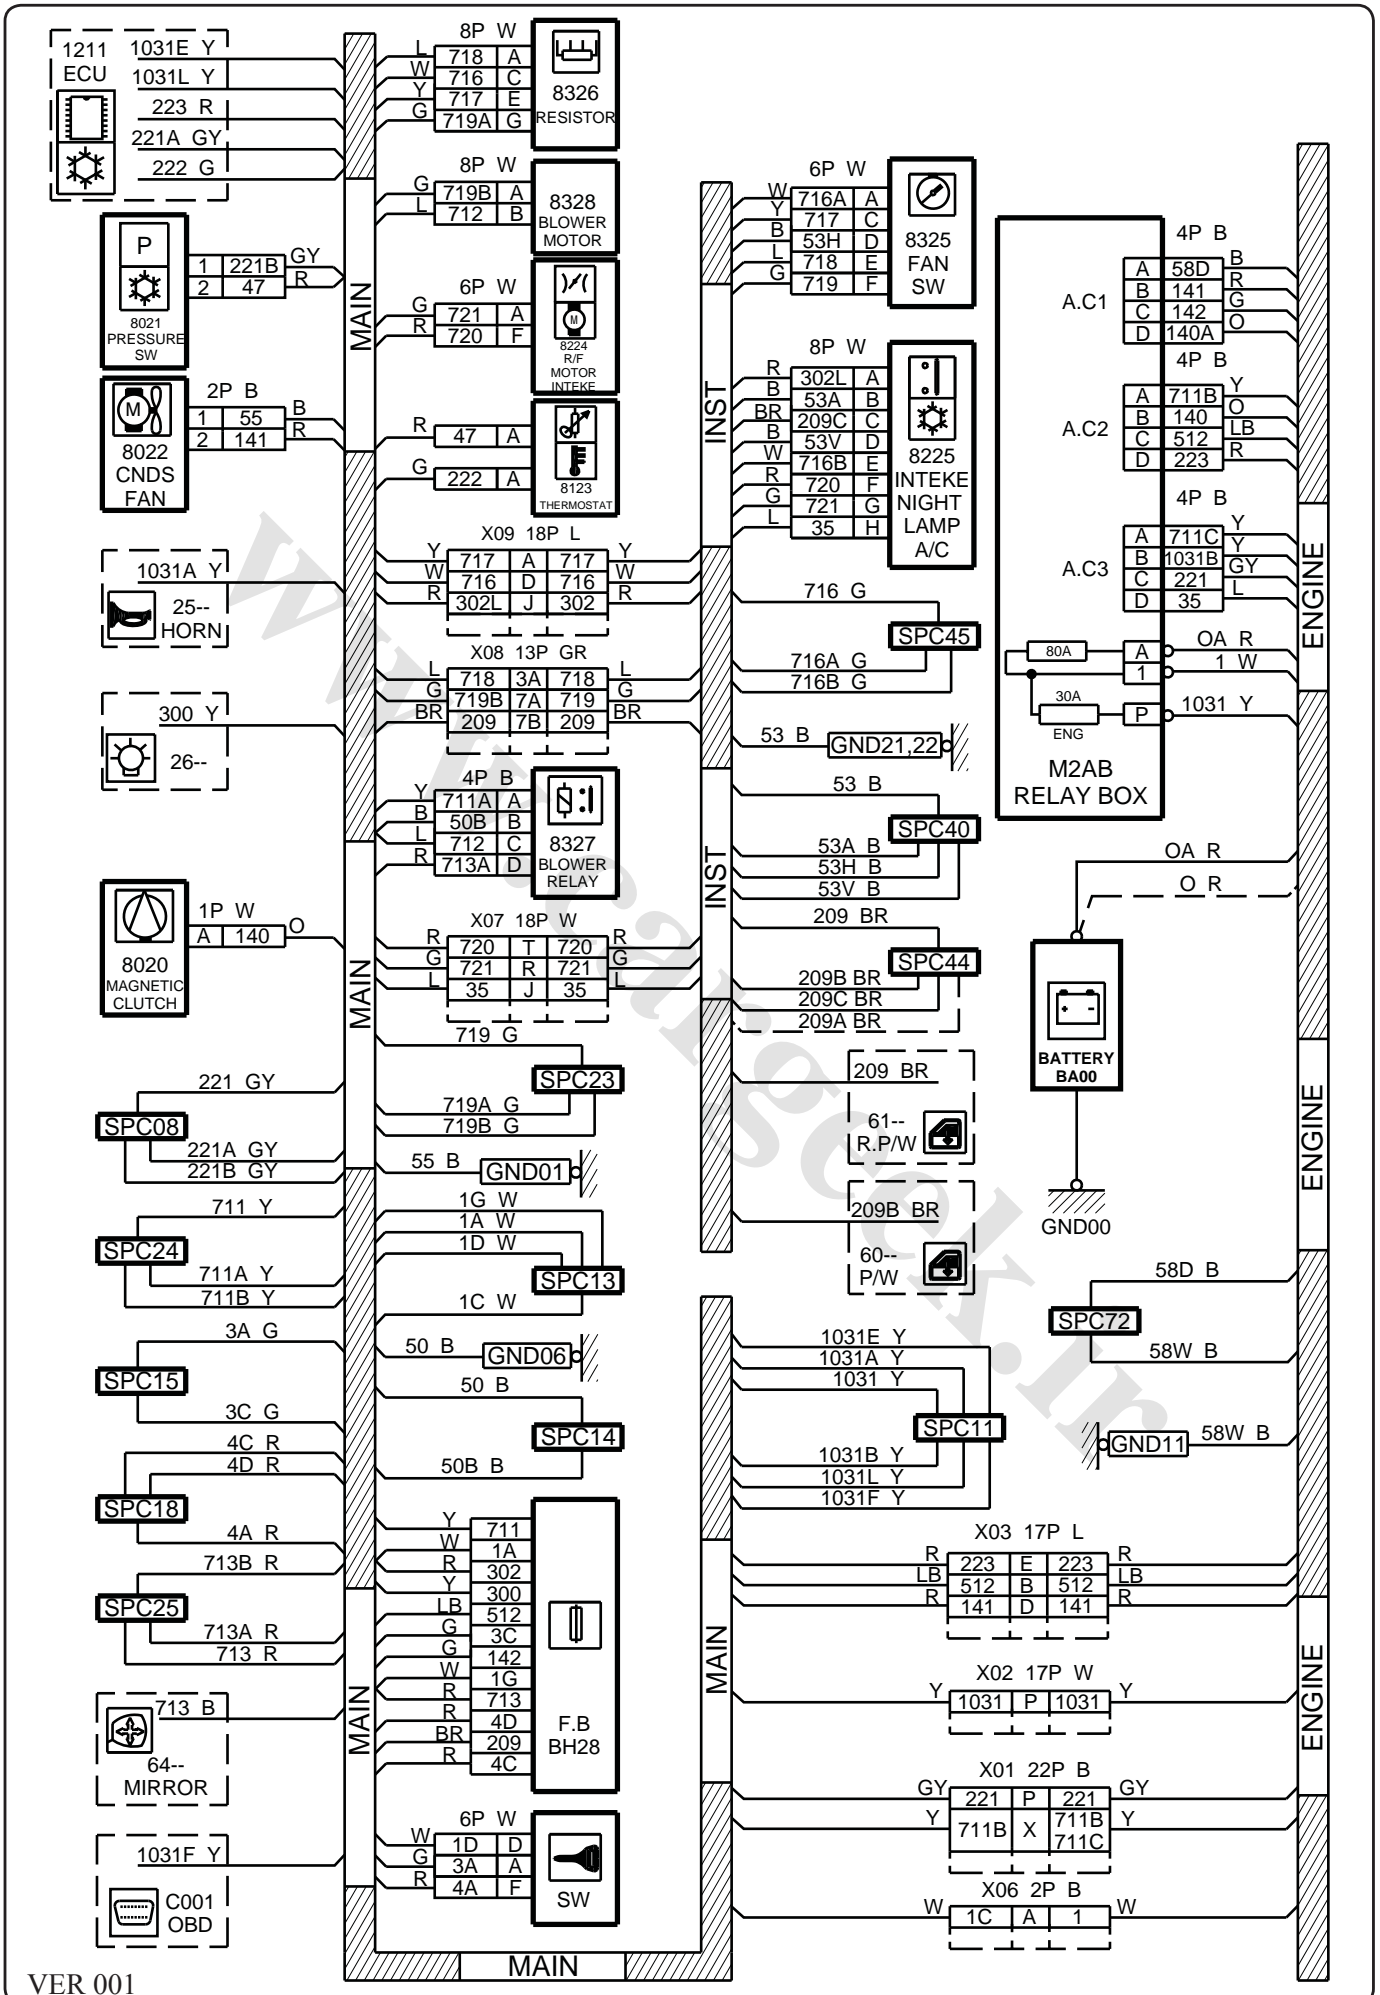 1211
ECU
1031E Y
1031L Y
223 R
221A GY
222 G
P
8021
PRESSURE
SW
1 221B GY
2 47 R
M
8022
CNDS
FAN
2P B
1 55 B
2 141 R
1031A Y
25--
HORN
300 Y
26--
8020
MAGNETIC
CLUTCH
1P W
A 140 O
221 GY
SPC08
221A GY
221B GY
711 Y
SPC24
711A Y
711B Y
3A G
SPC15
3C G
4C R
4D R
SPC18
4A R
713B R
SPC25
713A R
713 R
713 B
64--
MIRROR
1031F Y
C001
OBD
VER 001
MAIN
MAIN
MAIN
MAIN
8P W
L 718 A
W 716 C
Y 717 E
G 719A G
8326
RESISTOR
8P W
G 719B A
L 712 B
8328
BLOWER
MOTOR
6P W
G 721 A
R 720 F
M
8224
R/F
MOTOR
INTEKE
R 47 A
G 222 A
8123
THERMOSTAT
X09 18P L
Y 717 A 717 Y
W 716 D 716 W
R 302L J 302 R
X08 13P GR
L 718 3A 718 L
G 719B 7A 719 G
BR 209 7B 209 BR
4P B
Y 711A A
B 50B B
L 712 C
R 713A D
8327
BLOWER
RELAY
X07 18P W
R 720 T 720 R
G 721 R 721 G
L 35 J 35 L
719 G
SPC23
719A G
719B G
55 B GND01
1G W
1A W
1D W
SPC13
1C W
50 B GND06
50 B
SPC14
50B B
Y 711
W 1A
R 302
Y 300
LB 512
G 3C
G 142
W 1G
R 713
R 4D
BR 209
R 4C
F.B
BH28
6P W
W 1D D
G 3A A
R 4A F
SW
INST
INST
MAIN
6P W
W 716A A
Y 717 C
B 53H D
L 718 E
G 719 F
8325
FAN
SW
8P W
R 302L A
B 53A B
BR 209C C
B 53V D
W 716B E
R 720 F
G 721 G
L 35 H
8225
INTEKE
NIGHT
LAMP
A/C
716 G
SPC45
716A G
716B G
53 B GND21,22
53 B
SPC40
53A B
53H B
53V B
209 BR
SPC44
209B BR
209C BR
209A BR
209 BR
61--
R.P/W
209B BR
60--
P/W
1031E Y
1031A Y
1031 Y
SPC11
1031B Y
1031L Y
1031F Y
X03 17P L
R 223 E 223 R
LB 512 B 512 LB
R 141 D 141 R
X02 17P W
Y 1031 P 1031 Y
X01 22P B
GY 221 P 221 GY
Y 711B X 711B Y
711C
X06 2P B
W 1C A 1 W
A.C1
4P B
A 58D B
B 141 R
C 142 G
D 140A O
A.C2
4P B
A 711B Y
B 140 O
C 512 LB
D 223 R
A.C3
4P B
A 711C Y
B 1031B Y
C 221 GY
D 35 L
80A A OA R
1 1 W
30A
ENG
P 1031 Y
M2AB
RELAY BOX
OA R
O R
+ -
BATTERY
BA00
GND00
58D B
SPC72
58W B
GND11 58W B
ENGINE
ENGINE
ENGINE
www.cargeek.ir